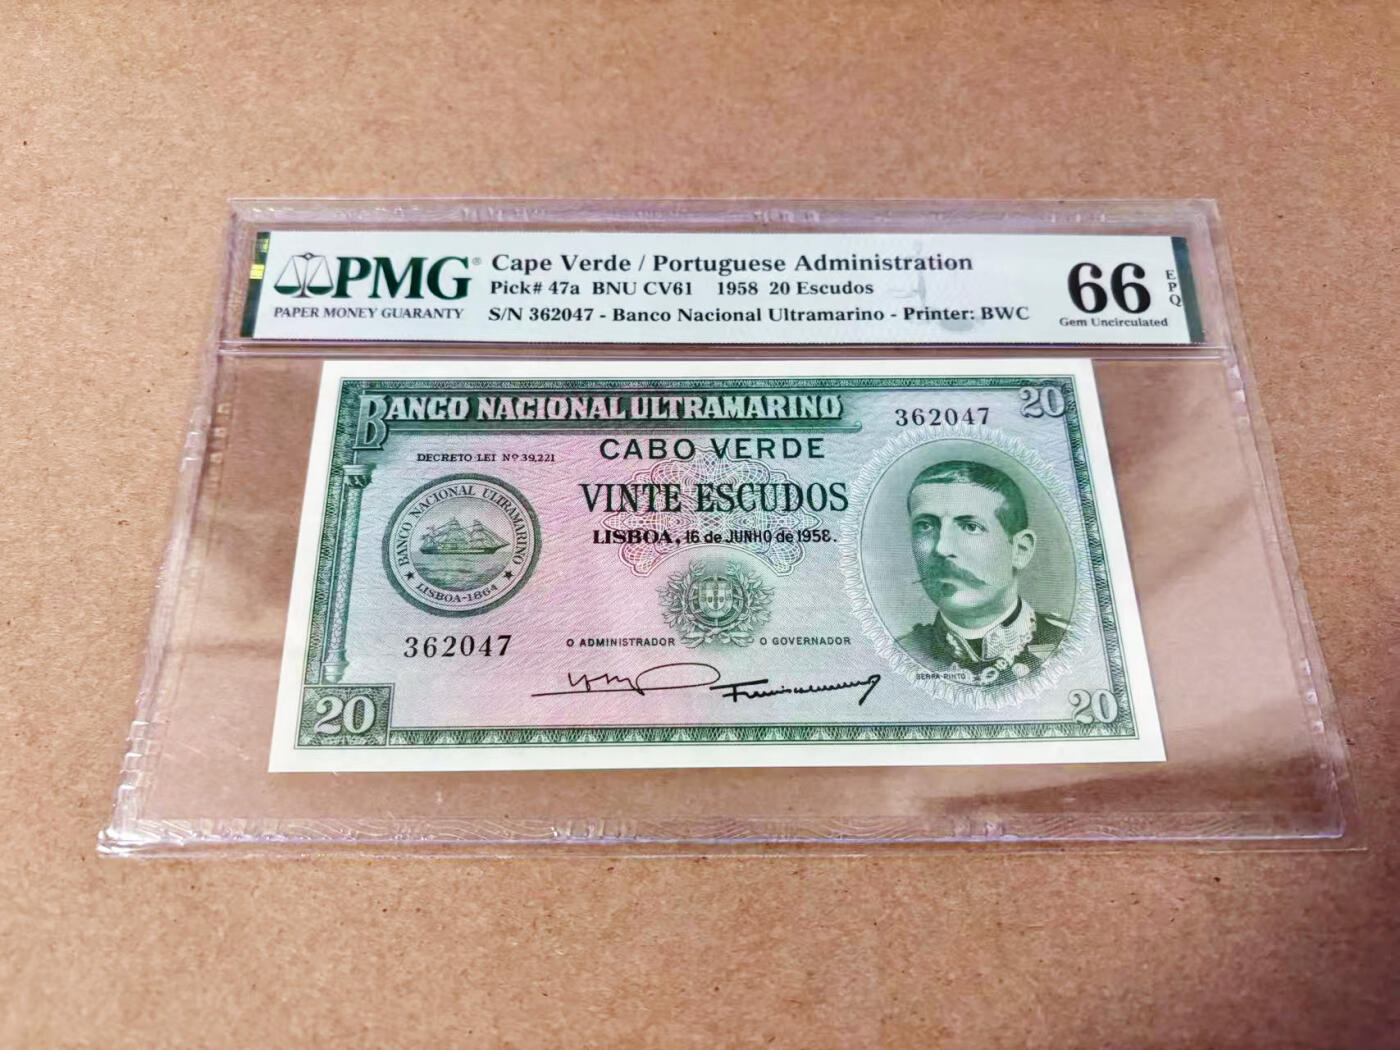 PMG®
PAPER MONEY GUARANTY
Cape Verde / Portuguese Administration
Pick# 47a BNU CV61 1958 20 Escudos
S/N 362047 - Banco Nacional Ultramarino - Printer: BWC
66
EPQ
Gem Uncirculated
BANCO NACIONAL ULTRAMARINO
362047
20
CABO VERDE
DECRETO-LEI Nº 39,221
VINTE ESCUDOS
LISBOA, 16 de JUNHO de 1958.
BANCO NACIONAL ULTRAMARINO
★ LISBOA-1864 ★
362047
O ADMINISTRADOR
O GOVERNADOR
SERPA PINTO
20
20